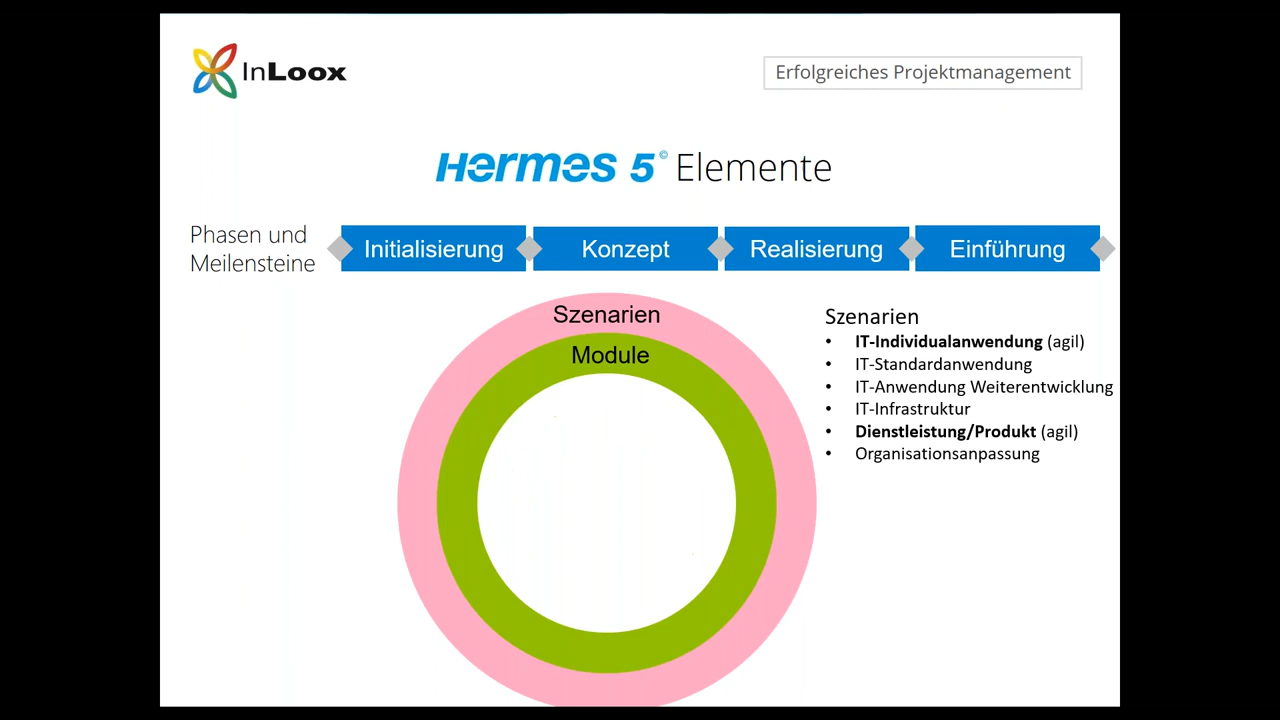 InLoox
Erfolgreiches Projektmanagement
Hermes 5© Elemente
Phasen und
Meilensteine
Initialisierung
Konzept
Realisierung
Einführung
Szenarien
Module
Szenarien
• IT-Individualanwendung (agil)
• IT-Standardanwendung
• IT-Anwendung Weiterentwicklung
• IT-Infrastruktur
• Dienstleistung/Produkt (agil)
• Organisationsanpassung